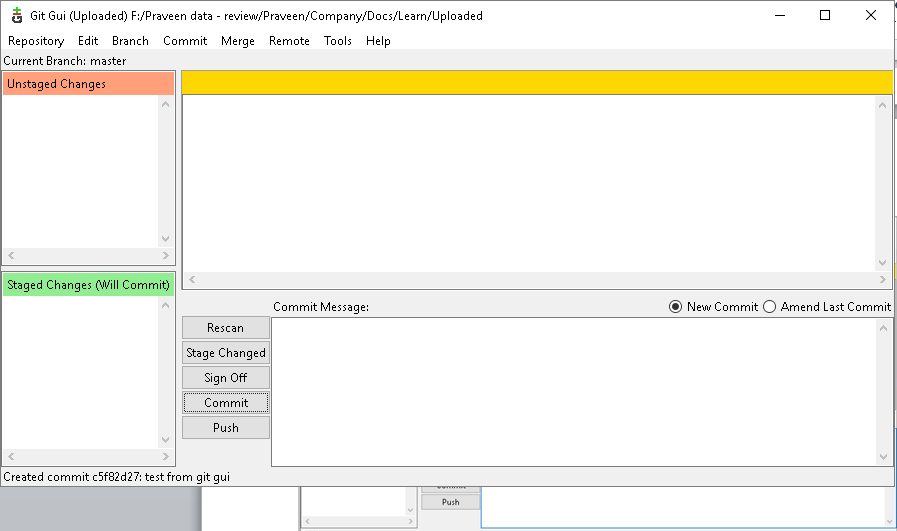 Git Gui (Uploaded) F:/Praveen data - review/Praveen/Company/Docs/Learn/Uploaded
Repository Edit Branch Commit Merge Remote Tools Help
Current Branch: master
Unstaged Changes
Staged Changes (Will Commit)
Commit Message:
New Commit
Amend Last Commit
Rescan
Stage Changed
Sign Off
Commit
Push
Created commit c5f82d27: test from git gui
Push